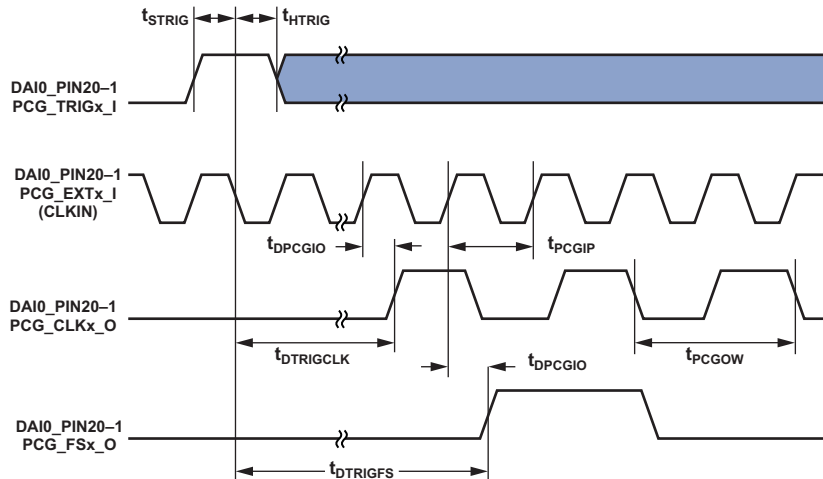 tSTRIG
tHTRIG
DAI0_PIN20–1
PCG_TRIGx_I
DAI0_PIN20–1
PCG_EXTx_I
(CLKIN)
tDPCGIO
tPCGIP
DAI0_PIN20–1
PCG_CLKx_O
tDTRIGCLK
tDPCGIO
tPCGOW
DAI0_PIN20–1
PCG_FSx_O
tDTRIGFS